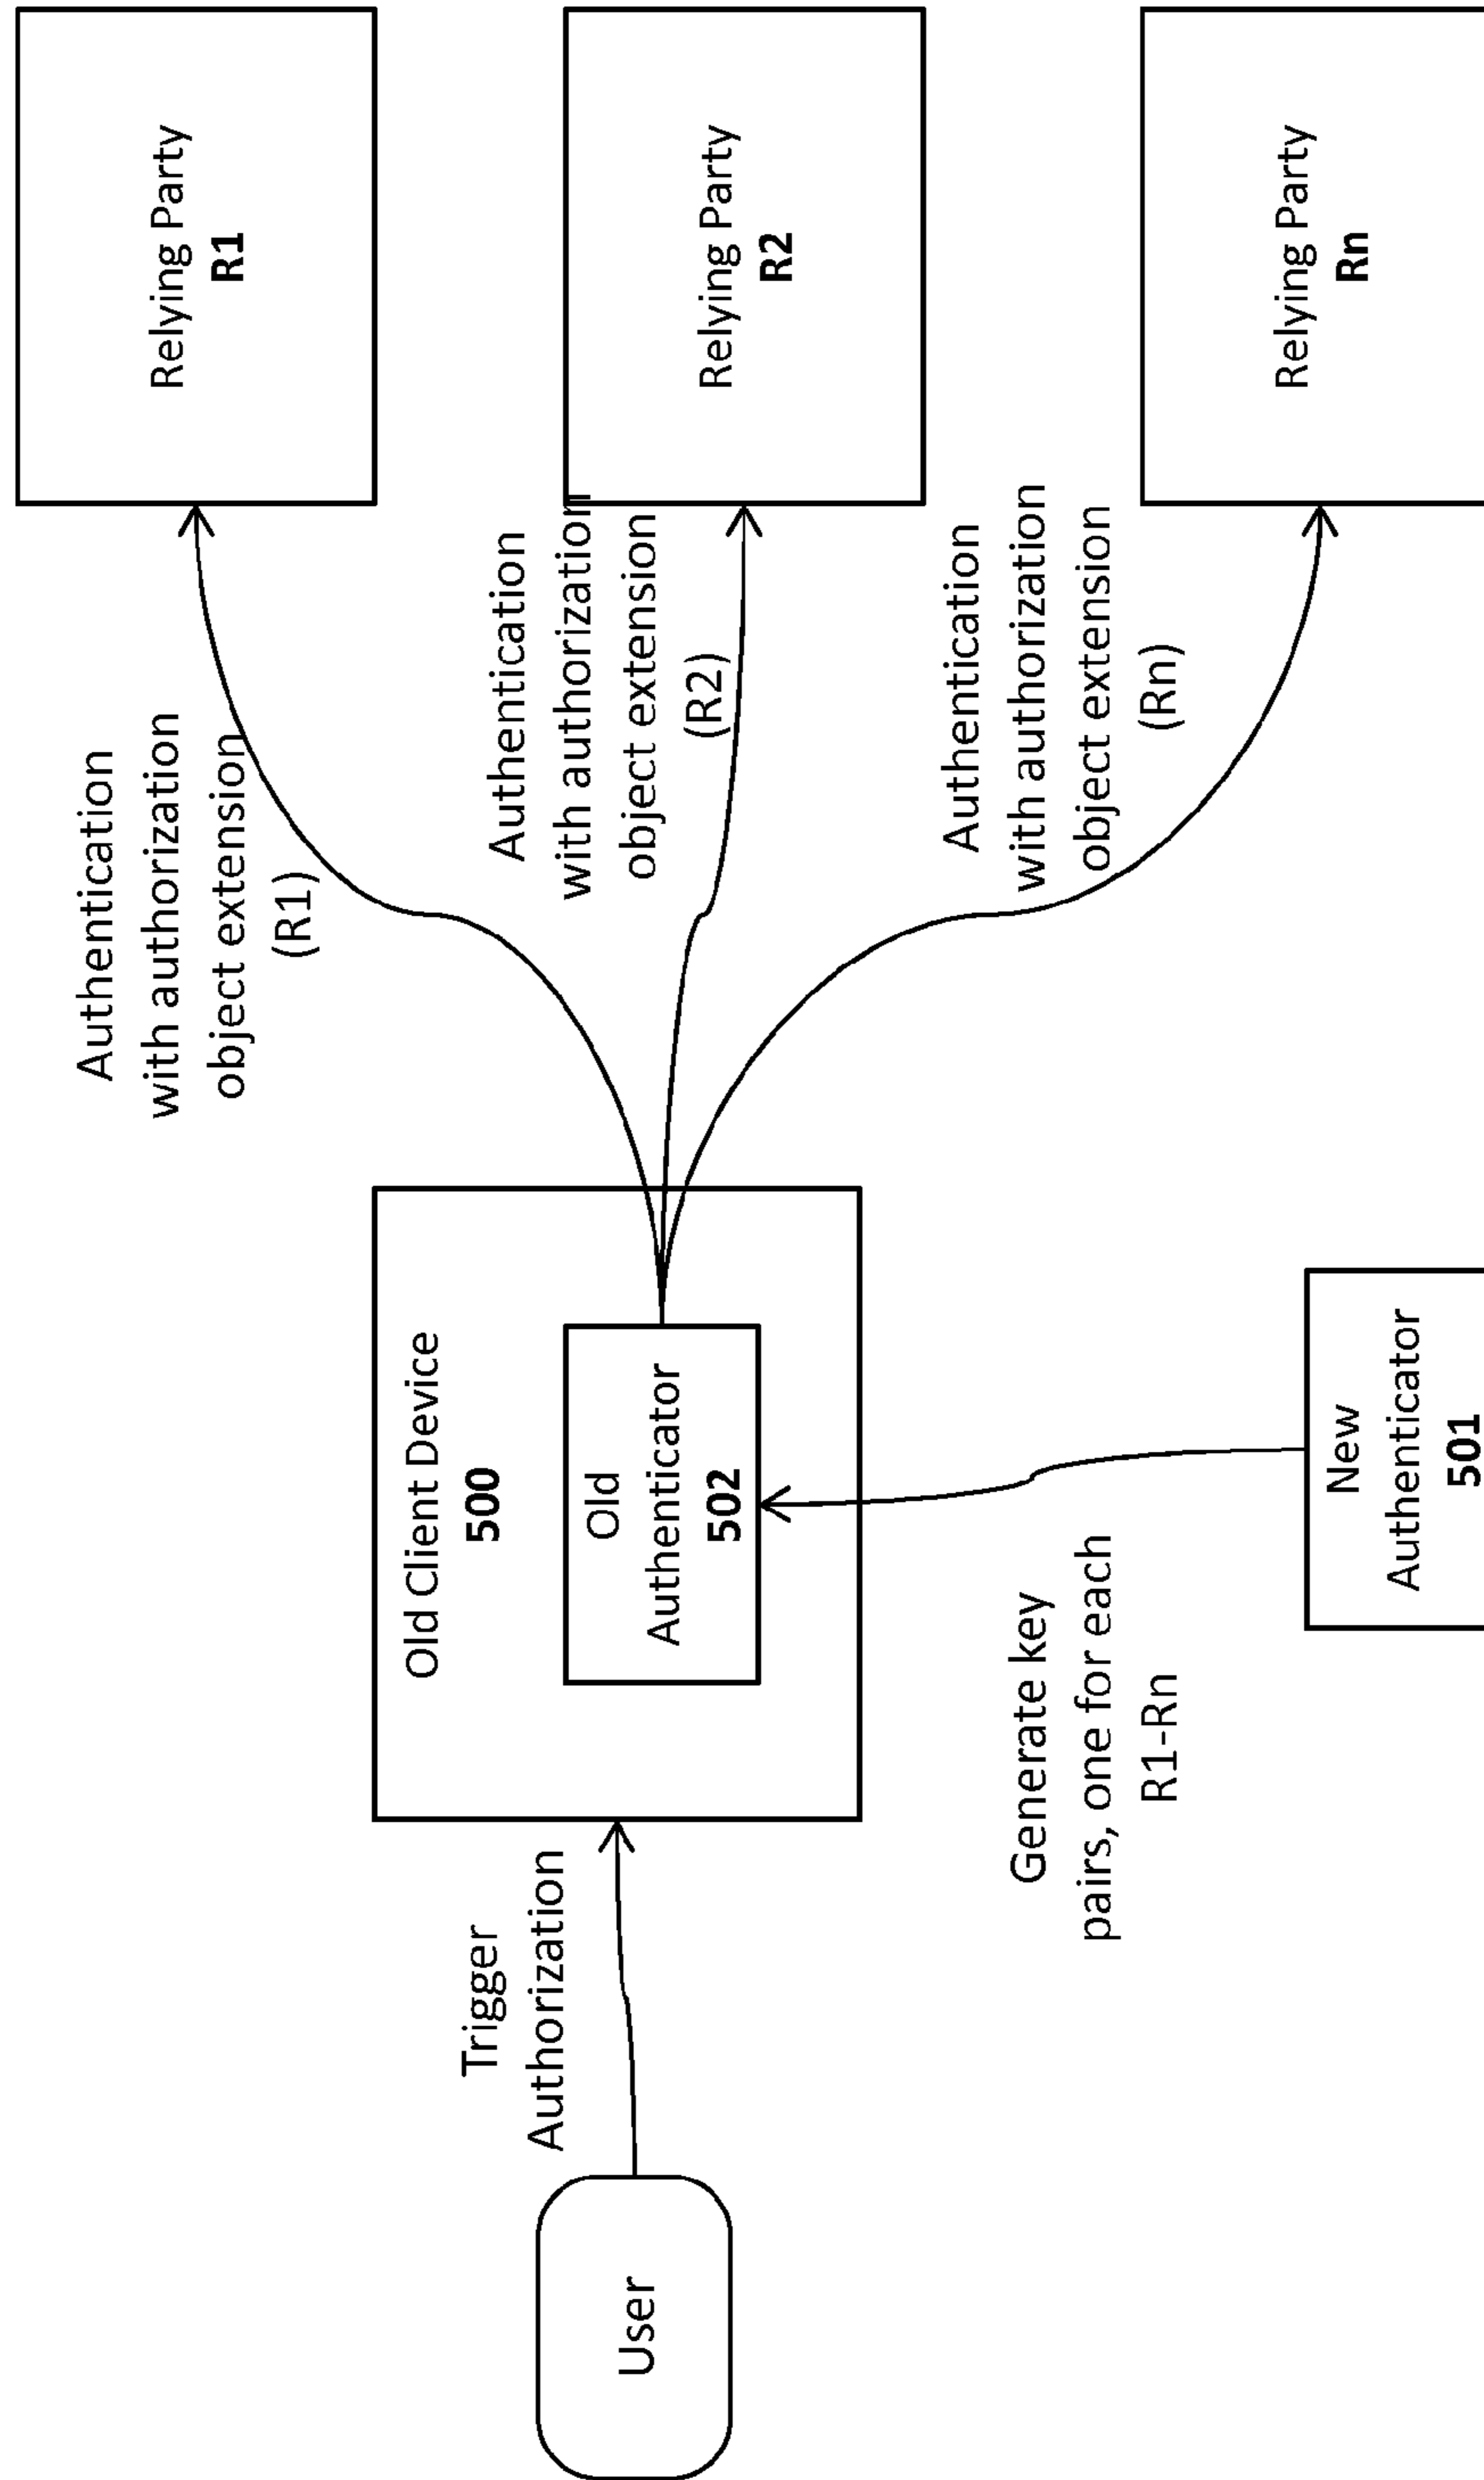 User
Trigger
Authorization
Old Client Device
500
Old
Authenticator
502
Generate key
pairs, one for each
R1-Rn
New
Authenticator
501
Authentication
with authorization
object extension
(R1)
Authentication
with authorization
object extension
(R2)
Authentication
with authorization
object extension
(Rn)
Relying Party
R1
Relying Party
R2
Relying Party
Rn